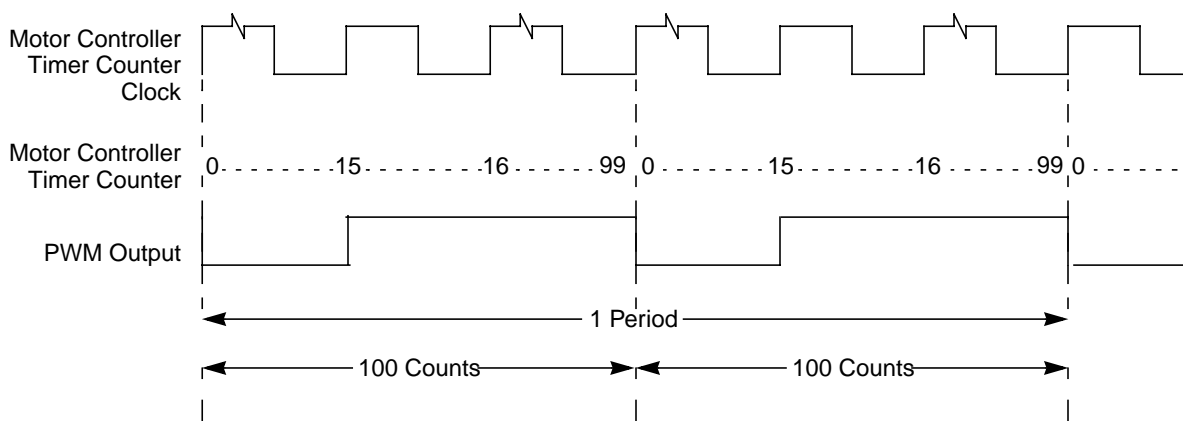 Motor Controller
Timer Counter
Clock
Motor Controller
Timer Counter
0 15 16 99 0 15 16 99 0
PWM Output
1 Period
100 Counts 100 Counts